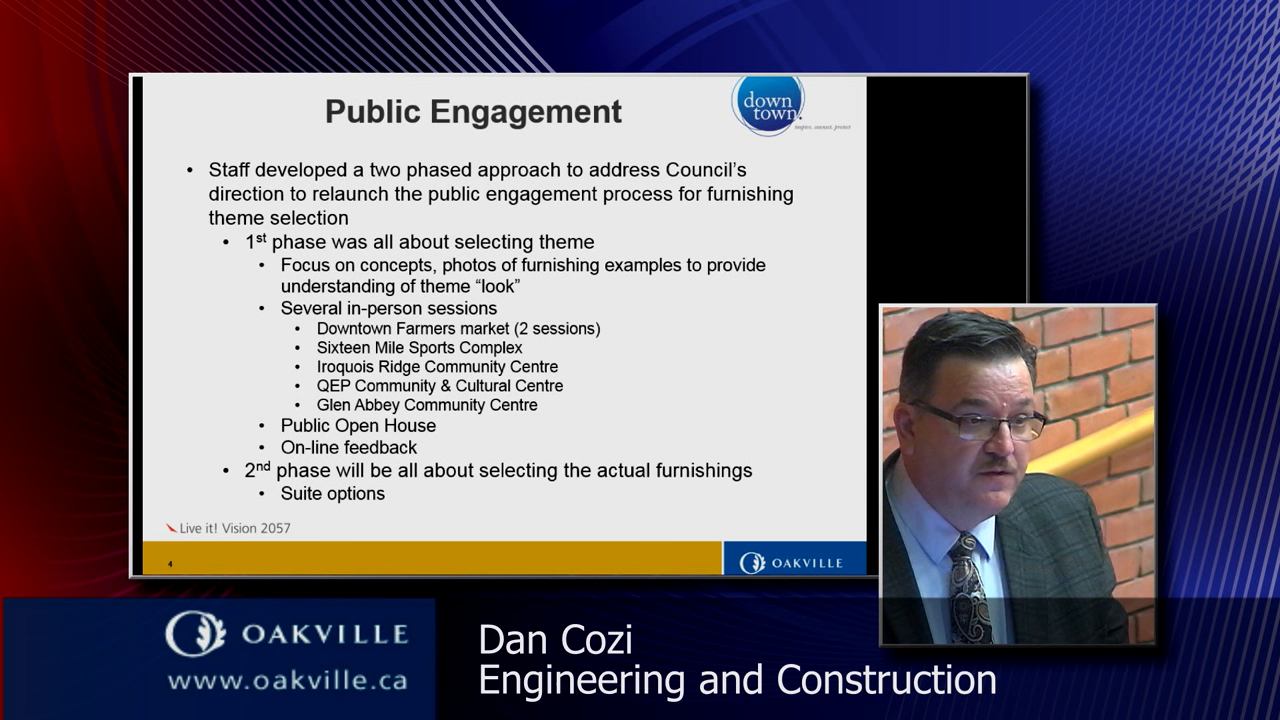 Public Engagement
down
town.
• Staff developed a two phased approach to address Council's
direction to relaunch the public engagement process for furnishing
theme selection
• 1st phase was all about selecting theme
• Focus on concepts, photos of furnishing examples to provide
understanding of theme “look”
• Several in-person sessions
• Downtown Farmers market (2 sessions)
• Sixteen Mile Sports Complex
• Iroquois Ridge Community Centre
• QEP Community & Cultural Centre
• Glen Abbey Community Centre
• Public Open House
• On-line feedback
• 2nd phase will be all about selecting the actual furnishings
• Suite options
Live it! Vision 2057
4
OAKVILLE
OAKVILLE
www.oakville.ca
Dan Cozi
Engineering and Construction